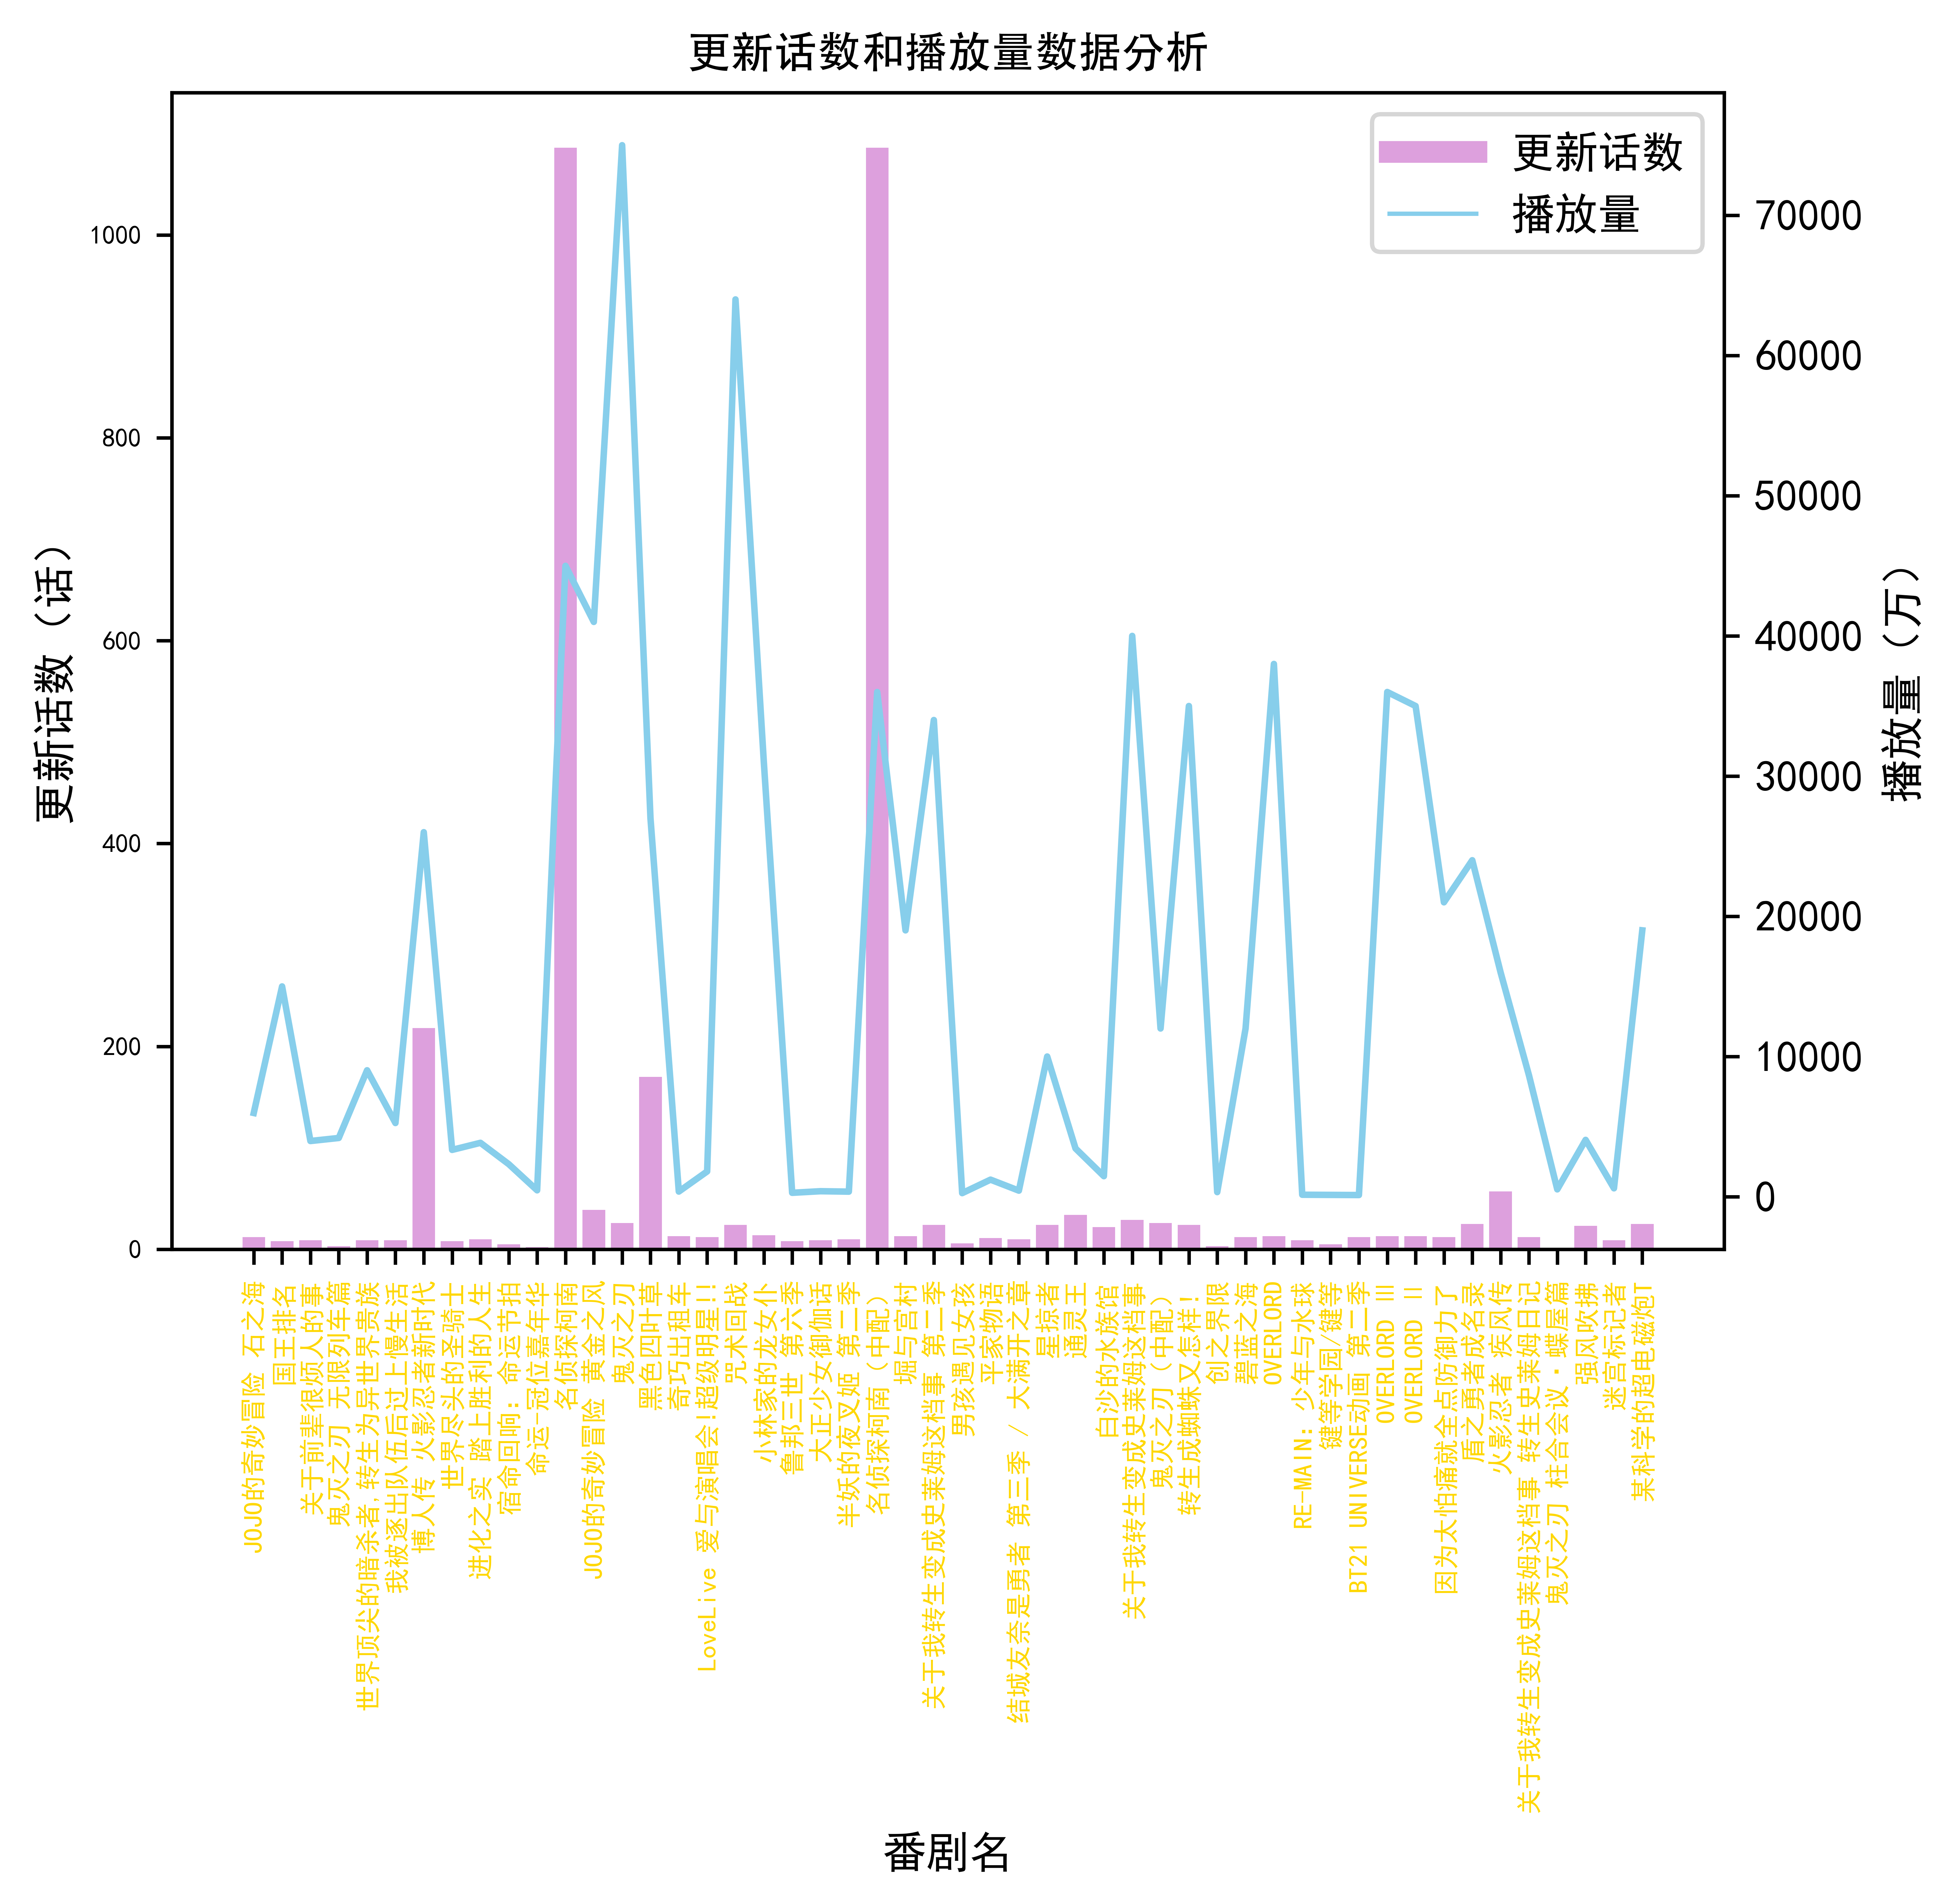 更新话数和播放量数据分析
更新话数
播放量
更新话数（话）
1000
800
600
400
200
0
70000
60000
50000
40000
30000
20000
10000
0
播放量（万）
JOJO的奇妙冒险 石之海
国王排名
关于前辈很烦人的事
鬼灭之刃 无限列车篇
世界顶尖的暗杀者,转生为异世界贵族
我被逐出队伍后过上慢生活
博人传 火影忍者新时代
世界尽头的圣骑士
进化之实 踏上胜利的人生
宿命回响: 命运节拍
命运-冠位嘉年华
名侦探柯南
JOJO的奇妙冒险 黄金之风
鬼灭之刃
黑色四叶草
奇巧出租车
LoveLive 爱与演唱会!超级明星!!
咒术回战
小林家的龙女仆
鲁邦三世 第六季
大正少女御伽话
半妖的夜叉姬 第二季
名侦探柯南（中配）
堀与宫村
关于我转生变成史莱姆这档事 第二季
男孩遇见女孩
平家物语
结城友奈是勇者 第三季 / 大满开之章
星掠者
通灵王
白沙的水族馆
关于我转生变成史莱姆这档事
鬼灭之刃（中配）
转生成蜘蛛又怎样!
创之界限
碧蓝之海
OVERLORD
RE-MAIN: 少年与水球
键等学园/键等
BT21 UNIVERSE动画 第二季
OVERLORD III
OVERLORD II
因为太怕痛就全点防御力了
盾之勇者成名录
火影忍者 疾风传
关于我转生变成史莱姆这档事 转生史莱姆日记
鬼灭之刃 柱合会议·蝶屋篇
强风吹拂
迷宫标记者
某科学的超电磁炮T
番剧名